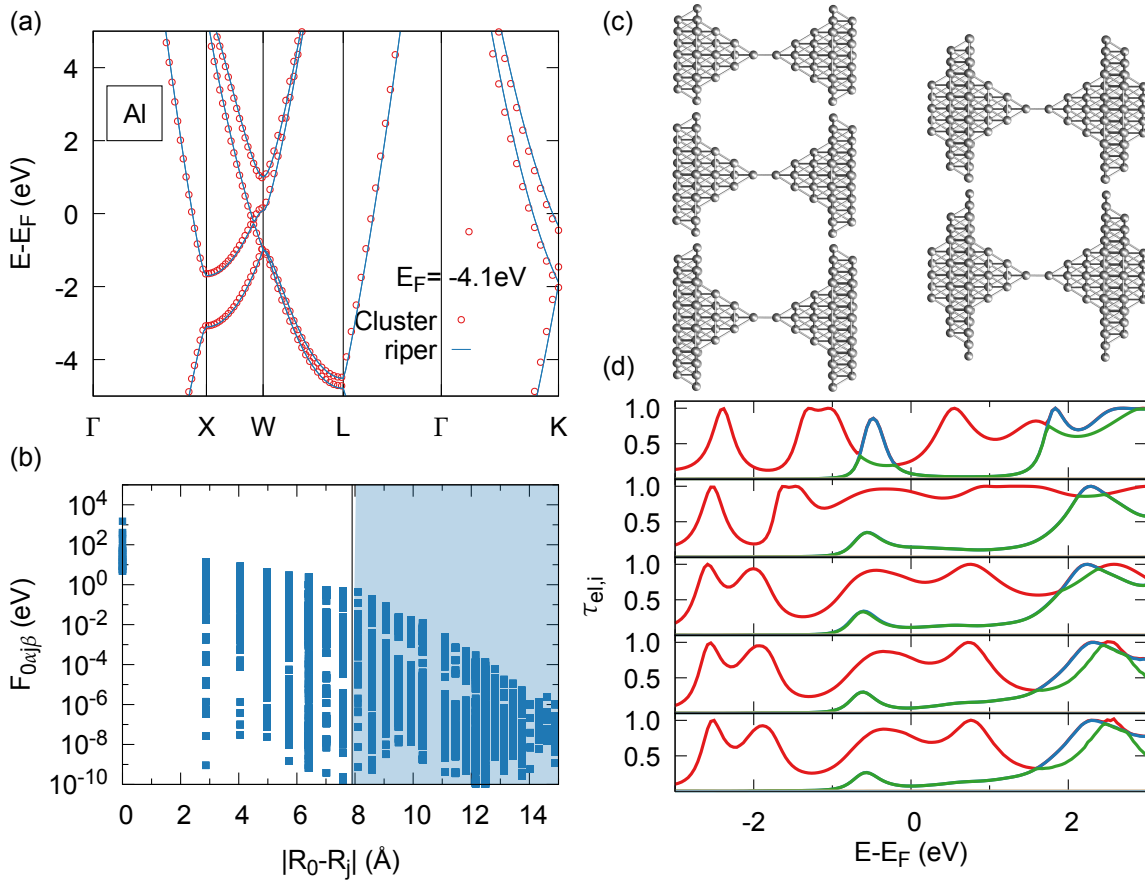 (a)
4
2
0
-2
-4
E-E_F (eV)
Al
E_F= -4.1eV
Cluster
riper
Γ X W L Γ K
(b)
10^4
10^2
10^0
10^-2
10^-4
10^-6
10^-8
10^-10
F_0αjβ (eV)
0 2 4 6 8 10 12 14
|R_0-R_j| (Å)
(c)
(d)
1.0
0.5
1.0
0.5
1.0
0.5
1.0
0.5
1.0
0.5
τ_el,i
-2 0 2
E-E_F (eV)